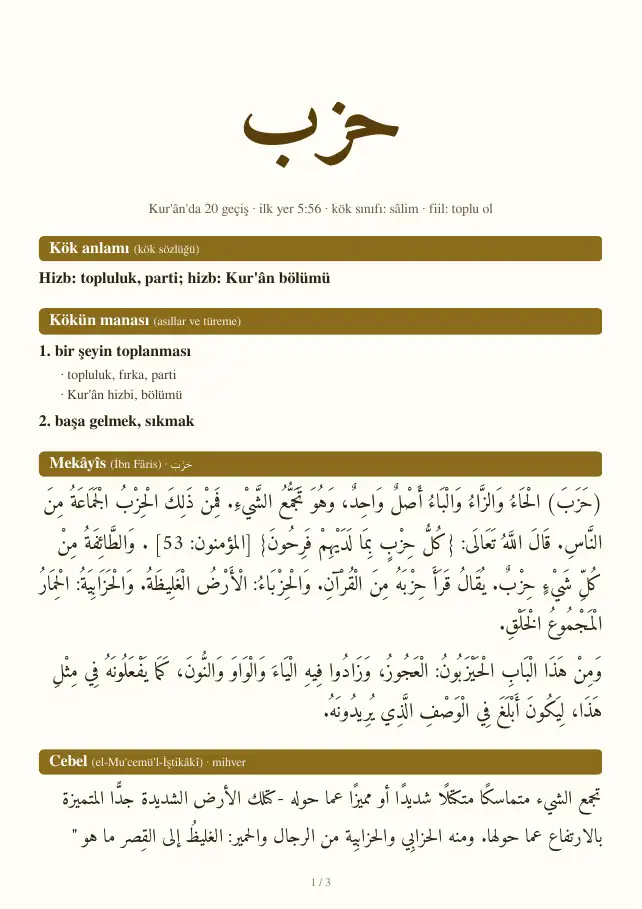 حزب
Kur'ân'da 20 geçiş · ilk yer 5:56 · kök sınıfı: sâlim · fiil: toplu ol
Kök anlamı (kök sözlüğü)
Hizb: topluluk, parti; hizb: Kur'ân bölümü
Kökün manası (asıllar ve türeme)
1. bir şeyin toplanması
· topluluk, fırka, parti
· Kur'ân hizbi, bölümü
2. başa gelmek, sıkmak
Mekâyîs (İbn Fâris) · حزب
(حَزَبَ) الْحَاءُ وَالزَّاءُ وَالْبَاءُ أَصْلٌ وَاحِدٌ، وَهُوَ تَجَمُّعُ الشَّيْءِ. فَمِنْ ذَلِكَ الْحِزْبُ الْجَمَاعَةُ مِنَ
النَّاسِ. قَالَ اللَّهُ تَعَالَى: {كُلُّ حِزْبٍ بِمَا لَدَيْهِمْ فَرِحُونَ} [المؤمنون: 53] . وَالطَّائِفَةُ مِنْ
كُلِّ شَيْءٍ حِزْبٌ. يُقَالُ قَرَأَ حِزْبَهُ مِنَ الْقُرْآنِ. وَالْحِزْبَاءُ: الْأَرْضُ الْغَلِيظَةُ. وَالْحَزَابِيَةُ: الْحِمَارُ
الْمَجْمُوعُ الْخَلْقِ.
وَمِنْ هَذَا الْبَابِ الْحَيْزَبُونُ: الْعَجُوزُ، وَزَادُوا فِيهِ الْيَاءَ وَالْوَاوَ وَالنُّونَ، كَمَا يَفْعَلُونَهُ فِي مِثْلِ
هَذَا، لِيَكُونَ أَبْلَغَ فِي الْوَصْفِ الَّذِي يُرِيدُونَهُ.
Cebel (el-Mu'cemü'l-İştikâkî) · mihver
تجمع الشيء متماسكًا متكتلًا شديدًا أو مميزًا عما حوله -كتلك الأرض الشديدة جدًّا المتميزة
بالارتفاع عما حولها. ومنه الحزابِي والحزابِية من الرجال والحمير: الغليظُ إلى القِصر ما هو "
1 / 3